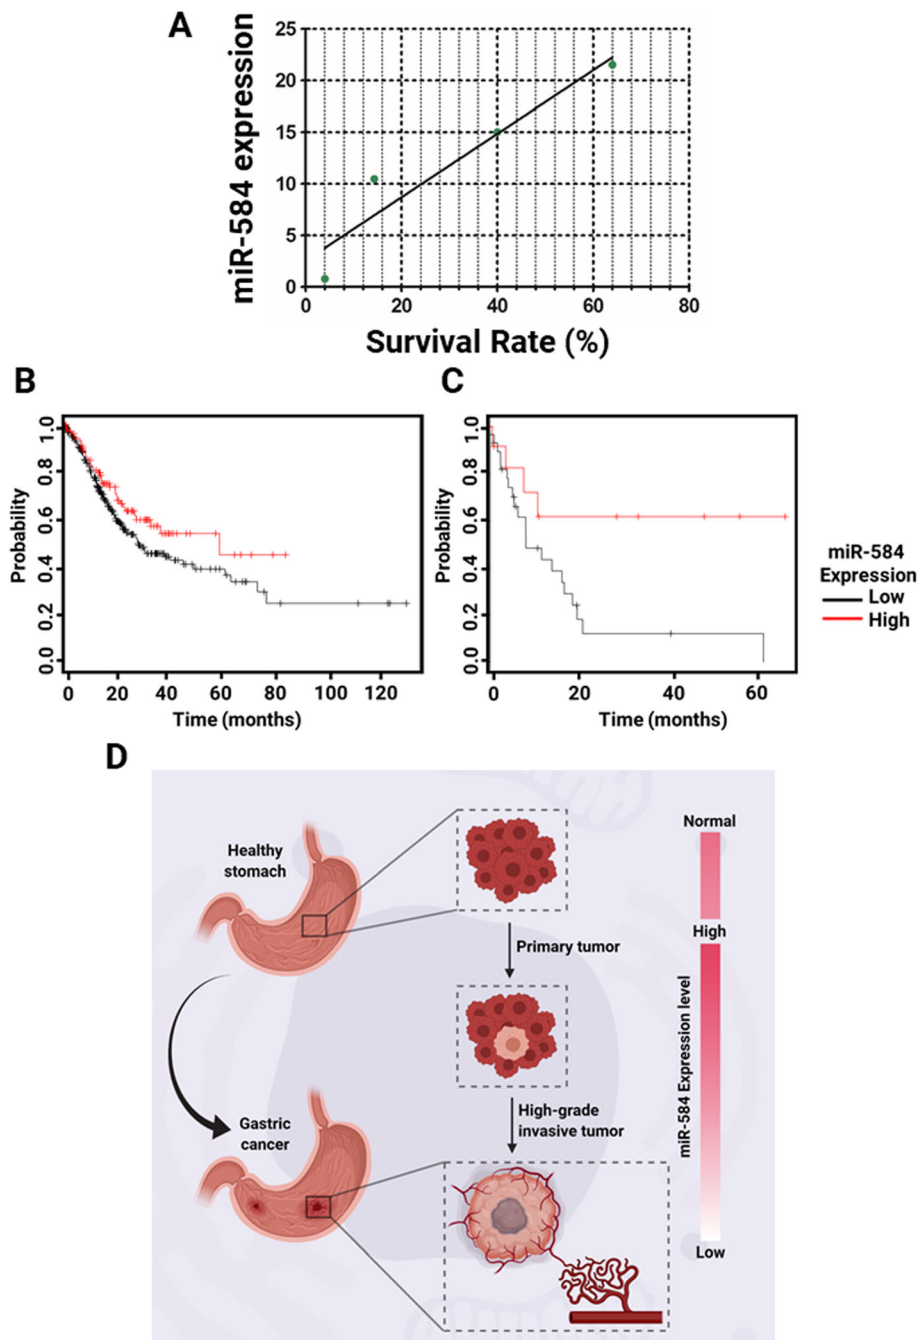 A
miR-584 expression
25
20
15
10
5
0
0 20 40 60 80
Survival Rate (%)
B
Probability
1.0
0.8
0.6
0.4
0.2
0.0
0 20 40 60 80 100 120
Time (months)
C
Probability
1.0
0.8
0.6
0.4
0.2
0.0
0 20 40 60
Time (months)
miR-584
Expression
Low
High
D
Healthy
stomach
Primary tumor
High-grade
invasive tumor
Gastric
cancer
Normal
High
miR-584 Expression level
Low